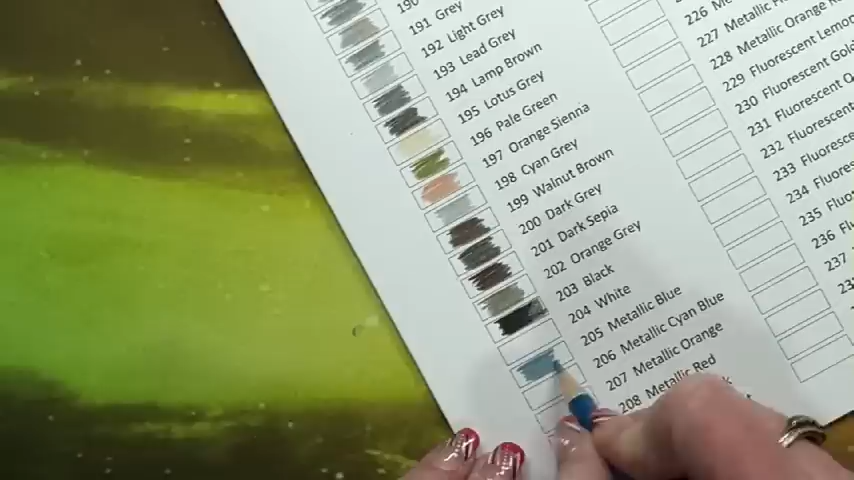 190
191 Grey
192 Light Grey
193 Lead Grey
194 Lamp Brown
195 Lotus Grey
196 Pale Green
197 Orange Sienna
198 Cyan Grey
199 Walnut Brown
200 Dark Grey
201 Dark Sepia
202 Orange Grey
203 Black
204 White
205 Metallic Blue
206 Metallic Cyan Blue
207 Metallic Orange
208 Metallic Red
226
227 Metallic
228 Metallic Orange
229 Fluorescent Lemon
230 Fluorescent
231 Fluorescent
232 Fluorescent
233 Fluorescent
234 Fluorescent
235
236
237